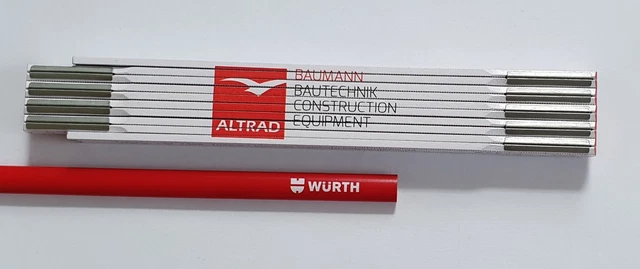 ALTRAD
BAUMANN
BAUTECHNIK
CONSTRUCTION
EQUIPMENT
WÜRTH